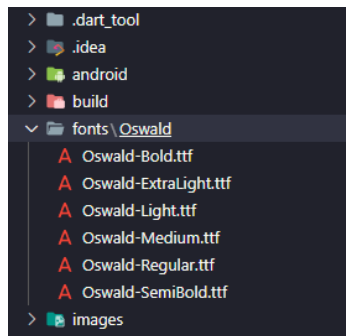 .dart_tool
.idea
android
build
fonts\Oswald
Oswald-Bold.ttf
Oswald-ExtraLight.ttf
Oswald-Light.ttf
Oswald-Medium.ttf
Oswald-Regular.ttf
Oswald-SemiBold.ttf
images